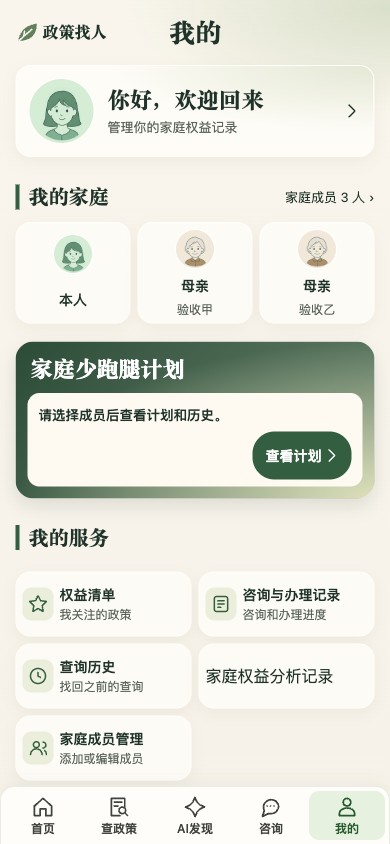 政策找人
我的
你好，欢迎回来
管理你的家庭权益记录
我的家庭
家庭成员 3 人 ›
本人
母亲
验收甲
母亲
验收乙
家庭少跑腿计划
请选择成员后查看计划和历史。
查看计划
我的服务
权益清单
我关注的政策
咨询与办理记录
咨询和办理进度
查询历史
找回之前的查询
家庭权益分析记录
家庭成员管理
添加或编辑成员
首页
查政策
AI发现
咨询
我的